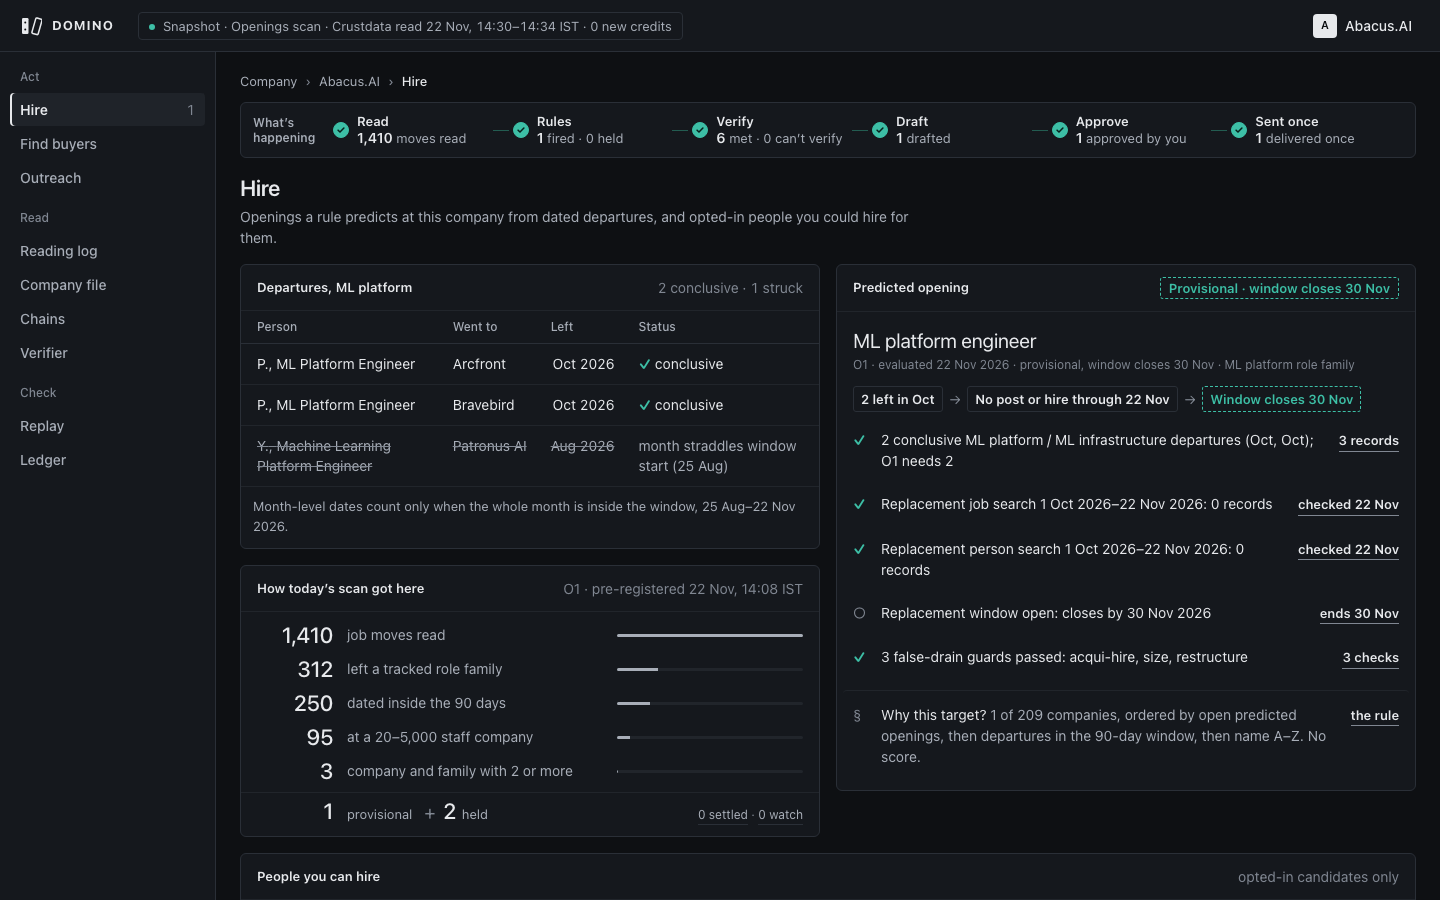 DOMINO
Snapshot · Openings scan · Crustdata read 22 Nov, 14:30–14:34 IST · 0 new credits
A
Abacus.AI
Act
Hire 1
Find buyers
Outreach
Read
Reading log
Company file
Chains
Verifier
Check
Replay
Ledger
Company › Abacus.AI › Hire
What's
happening
Read
1,410 moves read
Rules
1 fired · 0 held
Verify
6 met · 0 can't verify
Draft
1 drafted
Approve
1 approved by you
Sent once
1 delivered once
Hire
Openings a rule predicts at this company from dated departures, and opted-in people you could hire for
them.
Departures, ML platform 2 conclusive · 1 struck
Person Went to Left Status
P., ML Platform Engineer Arcfront Oct 2026 conclusive
P., ML Platform Engineer Bravebird Oct 2026 conclusive
Y., Machine Learning Patronus AI Aug 2026 month straddles window
Platform Engineer start (25 Aug)
Month-level dates count only when the whole month is inside the window, 25 Aug–22 Nov
2026.
How today's scan got here O1 · pre-registered 22 Nov, 14:08 IST
1,410 job moves read
312 left a tracked role family
250 dated inside the 90 days
95 at a 20–5,000 staff company
3 company and family with 2 or more
1 provisional + 2 held 0 settled · 0 watch
Predicted opening Provisional · window closes 30 Nov
ML platform engineer
O1 · evaluated 22 Nov 2026 · provisional, window closes 30 Nov · ML platform role family
2 left in Oct → No post or hire through 22 Nov → Window closes 30 Nov
2 conclusive ML platform / ML infrastructure departures (Oct, Oct); 3 records
O1 needs 2
Replacement job search 1 Oct 2026–22 Nov 2026: 0 records checked 22 Nov
Replacement person search 1 Oct 2026–22 Nov 2026: 0 checked 22 Nov
records
Replacement window open: closes by 30 Nov 2026 ends 30 Nov
3 false-drain guards passed: acqui-hire, size, restructure 3 checks
§ Why this target? 1 of 209 companies, ordered by open predicted the rule
openings, then departures in the 90-day window, then name A–Z. No
score.
People you can hire opted-in candidates only